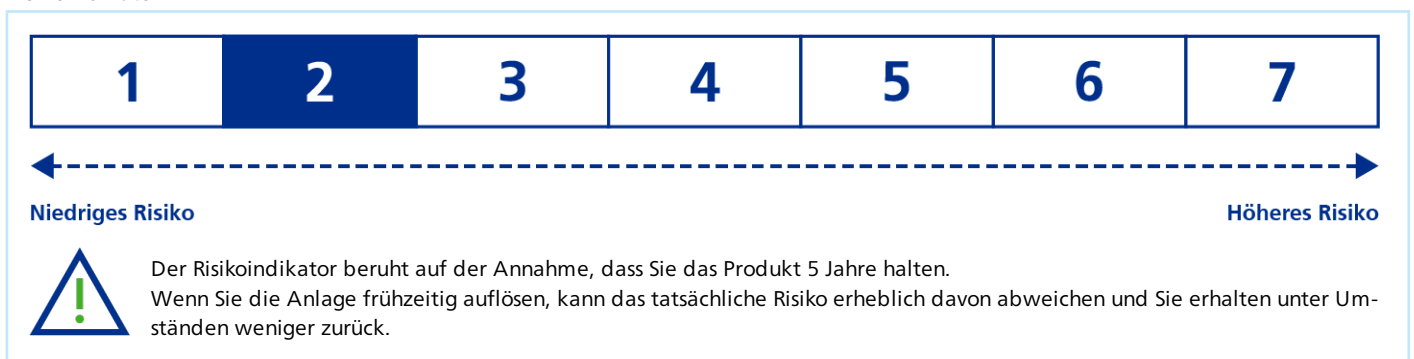 1 2 3 4 5 6 7
Niedriges Risiko Höheres Risiko
!
Der Risikoindikator beruht auf der Annahme, dass Sie das Produkt 5 Jahre halten.
Wenn Sie die Anlage frühzeitig auflösen, kann das tatsächliche Risiko erheblich davon abweichen und Sie erhalten unter Um-
ständen weniger zurück.